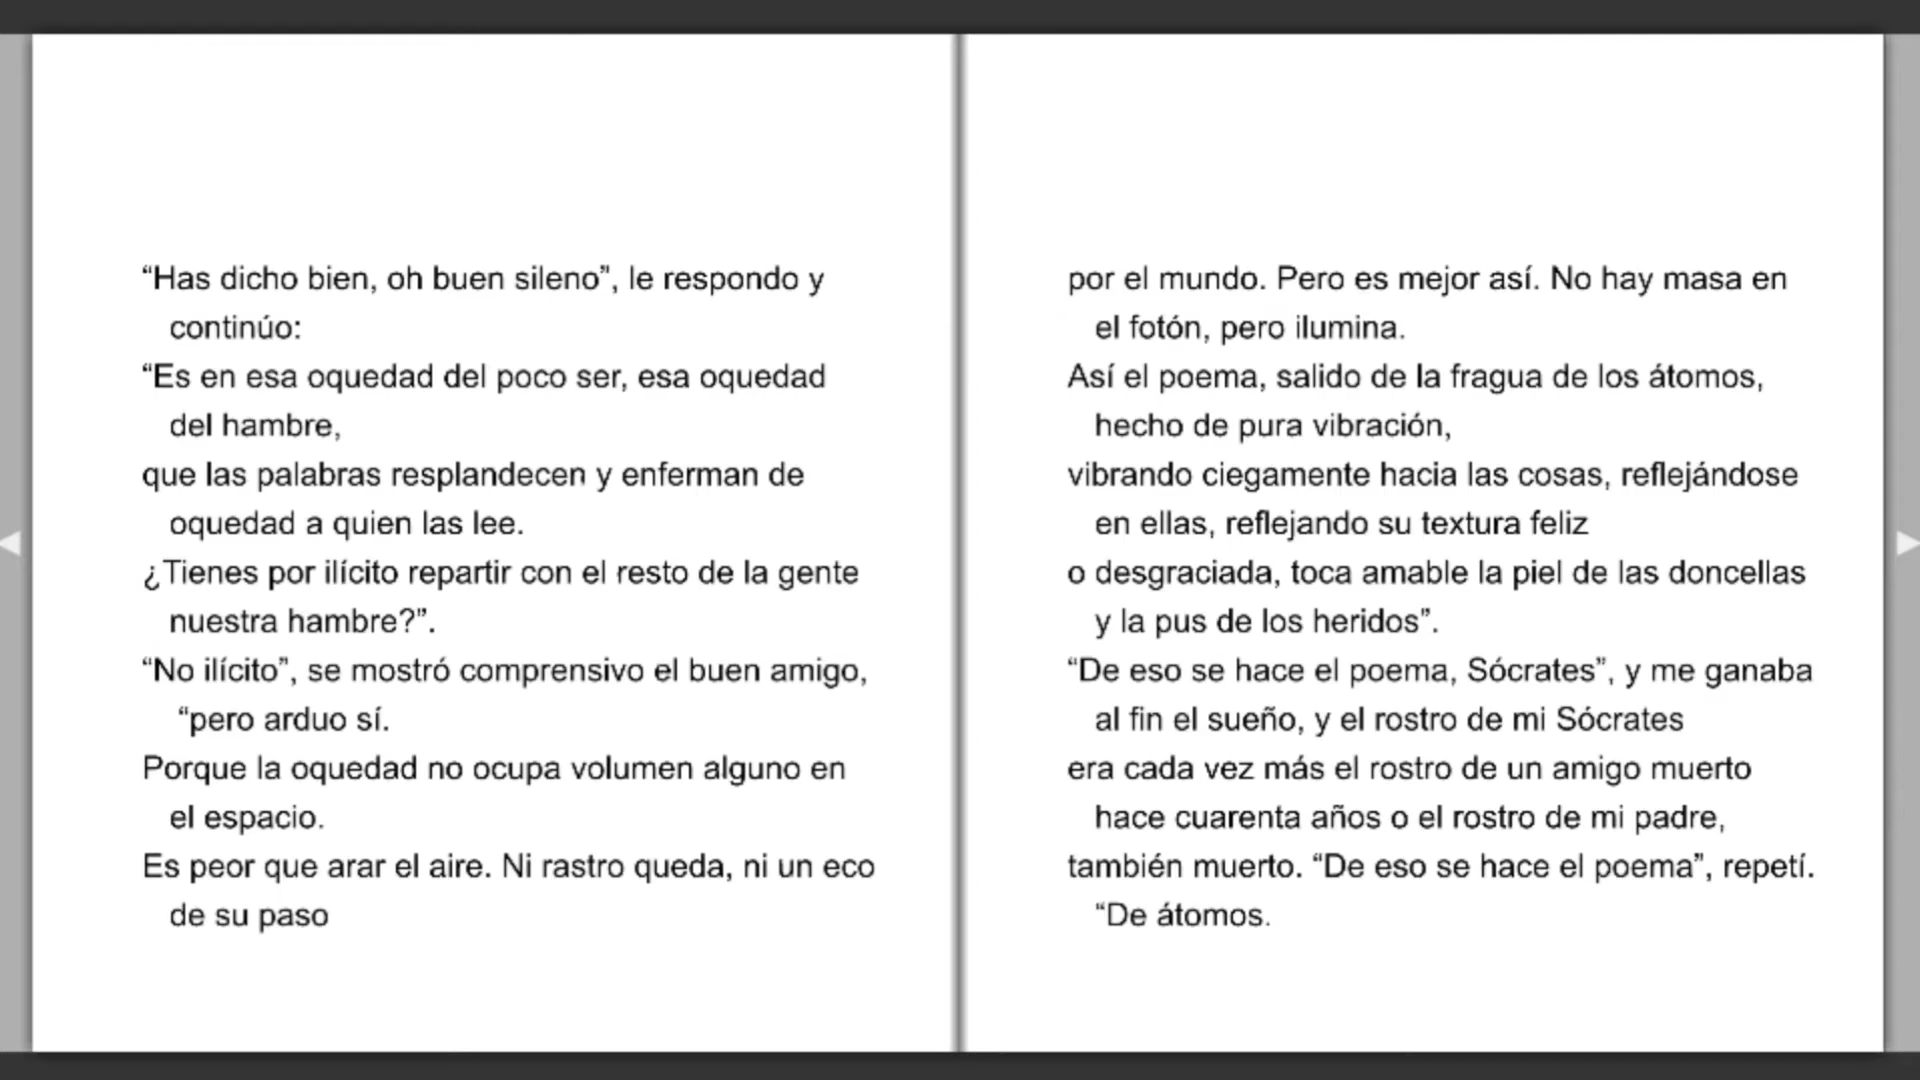 “Has dicho bien, oh buen sileno”, le respondo y
continúo:
“Es en esa oquedad del poco ser, esa oquedad
del hambre,
que las palabras resplandecen y enferman de
oquedad a quien las lee.
¿Tienes por ilícito repartir con el resto de la gente
nuestra hambre?”.
“No ilícito”, se mostró comprensivo el buen amigo,
“pero arduo sí.
Porque la oquedad no ocupa volumen alguno en
el espacio.
Es peor que arar el aire. Ni rastro queda, ni un eco
de su paso
por el mundo. Pero es mejor así. No hay masa en
el fotón, pero ilumina.
Así el poema, salido de la fragua de los átomos,
hecho de pura vibración,
vibrando ciegamente hacia las cosas, reflejándose
en ellas, reflejando su textura feliz
o desgraciada, toca amable la piel de las doncellas
y la pus de los heridos”.
“De eso se hace el poema, Sócrates”, y me ganaba
al fin el sueño, y el rostro de mi Sócrates
era cada vez más el rostro de un amigo muerto
hace cuarenta años o el rostro de mi padre,
también muerto. “De eso se hace el poema”, repetí.
“De átomos.